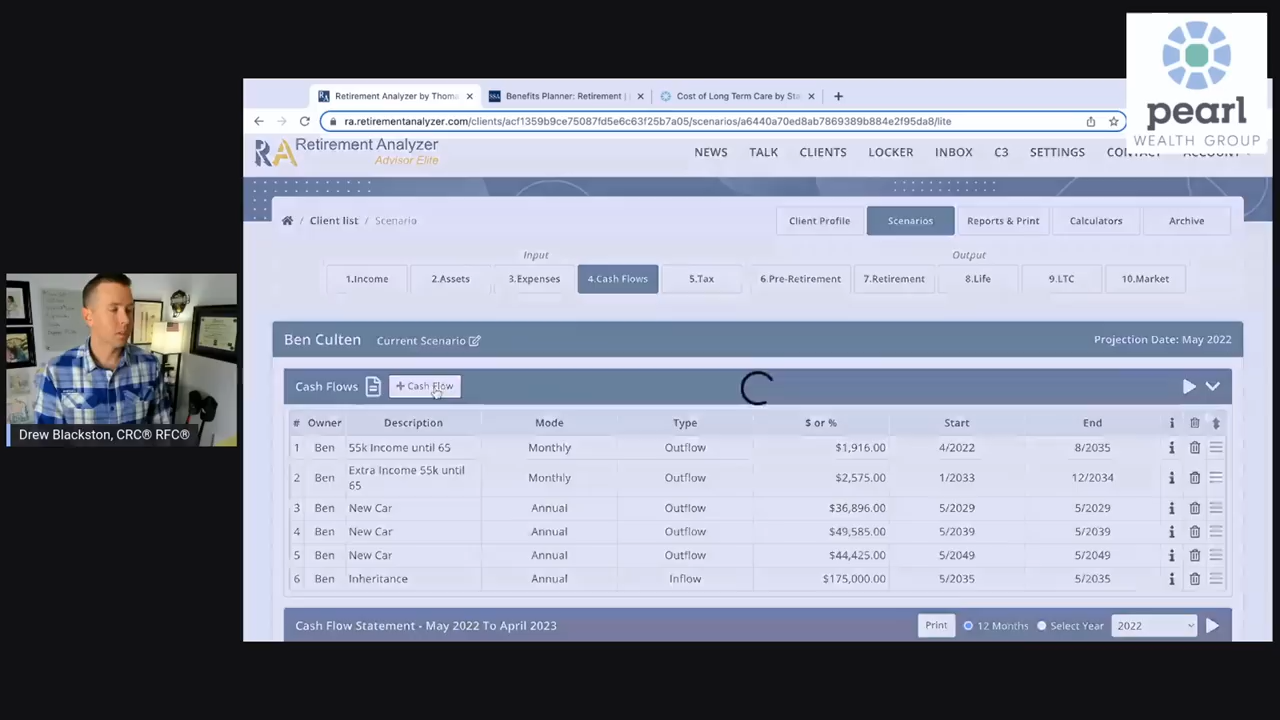 pearl
WEALTH GROUP
Retirement Analyzer by Thom
Benefits Planner: Retirement |
Cost of Long Term Care by Sta
ra.retirementanalyzer.com/clients/acf1359b9ce75087fd5e6c63f25b7a05/scenarios/a6440a70ed8ab7869389b884e2f95da8/lite
RA Retirement Analyzer
Advisor Elite
NEWS TALK CLIENTS LOCKER INBOX C3 SETTINGS CONTACT ACCOUNT
/ Client list / Scenario
Client Profile Scenarios Reports & Print Calculators Archive
Input Output
1.Income 2.Assets 3.Expenses 4.Cash Flows 5.Tax 6.Pre-Retirement 7.Retirement 8.Life 9.LTC 10.Market
Ben Culten Current Scenario Projection Date: May 2022
Cash Flows + Cash Flow
# Owner Description Mode Type $ or % Start End
1 Ben 55k Income until 65 Monthly Outflow $1,916.00 4/2022 8/2035
2 Ben Extra Income 55k until 65 Monthly Outflow $2,575.00 1/2033 12/2034
3 Ben New Car Annual Outflow $36,896.00 5/2029 5/2029
4 Ben New Car Annual Outflow $49,585.00 5/2039 5/2039
5 Ben New Car Annual Outflow $44,425.00 5/2049 5/2049
6 Ben Inheritance Annual Inflow $175,000.00 5/2035 5/2035
Cash Flow Statement - May 2022 To April 2023 Print 12 Months Select Year 2022
Drew Blackston, CRC® RFC®